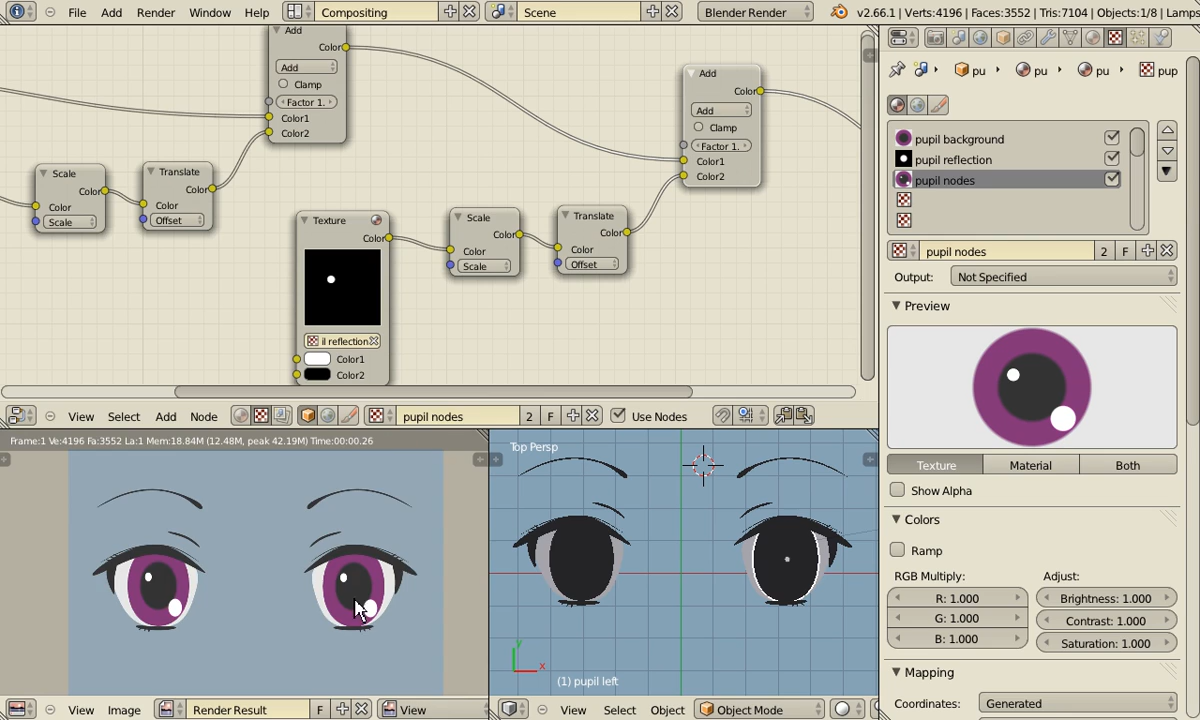 File Add Render Window Help Compositing Scene Blender Render v2.66.1 | Verts:4196 | Faces:3552 | Tris:7104 | Objects:1/8 | Lamps
Add
Color
Add
Clamp
Factor 1.
Color1
Color2
Scale
Color
Color
Scale
Translate
Color
Color
Offset
Texture
Color
il reflection
Color1
Color2
Scale
Color
Color
Scale
Translate
Color
Color
Offset
Add
Color
Add
Clamp
Factor 1.
Color1
Color2
pu pu pu pup
pupil background
pupil reflection
pupil nodes
pupil nodes 2 F
Output: Not Specified
Preview
Texture Material Both
Show Alpha
Colors
Ramp
RGB Multiply: Adjust:
R: 1.000 Brightness: 1.000
G: 1.000 Contrast: 1.000
B: 1.000 Saturation: 1.000
Mapping
Coordinates: Generated
View Select Add Node pupil nodes 2 F Use Nodes
Frame:1 Ve:4196 Fa:3552 La:1 Mem:18.84M (12.48M, peak 42.19M) Time:00:00.26
Top Persp
y
x
(1) pupil left
View Image Render Result F View
View Select Object Object Mode